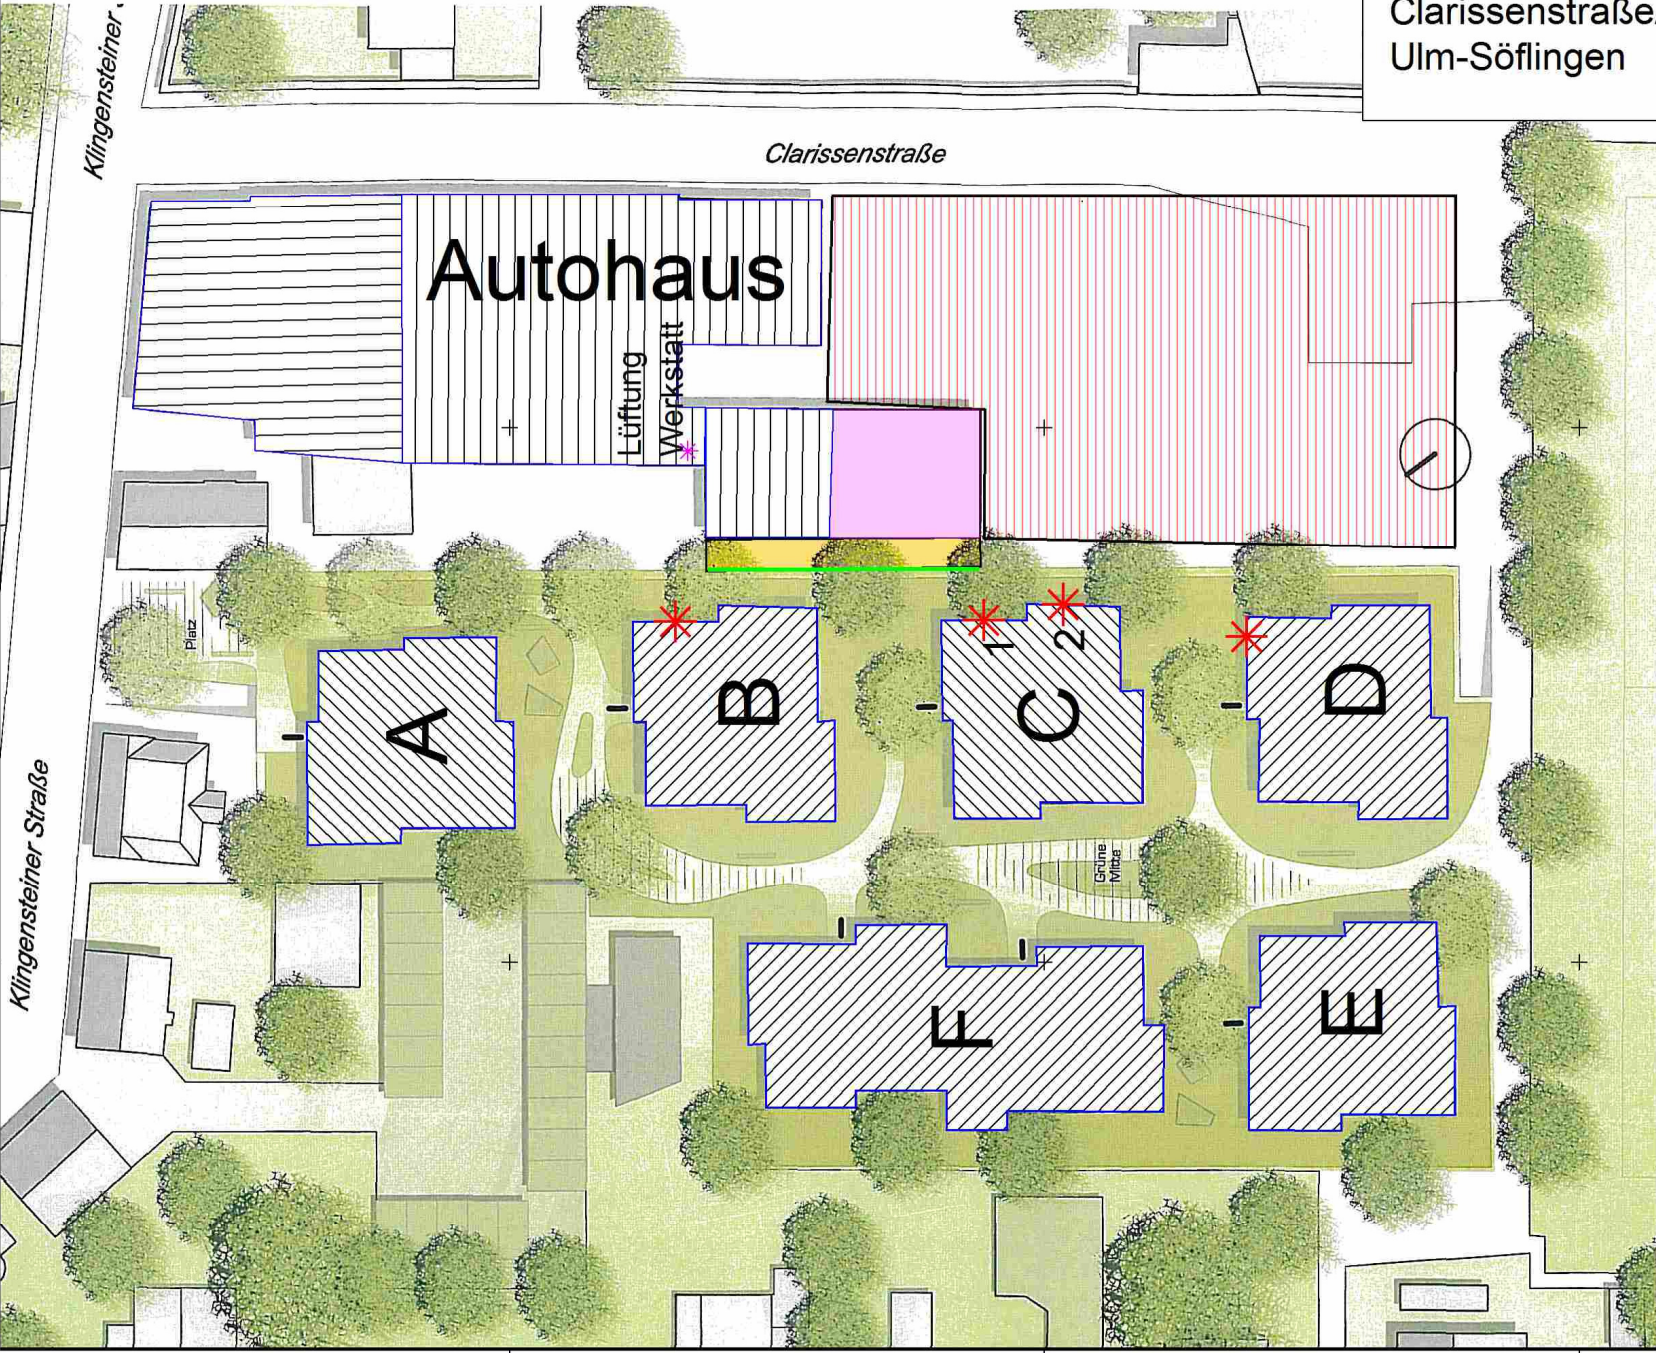 Clarissenstraße
Ulm-Söflingen
Klingensteiner
Clarissenstraße
Autohaus
Lüftung
Werkstatt
Platz
1
2
A
B
C
D
Klingensteiner Straße
Grüne
Mitte
F
E